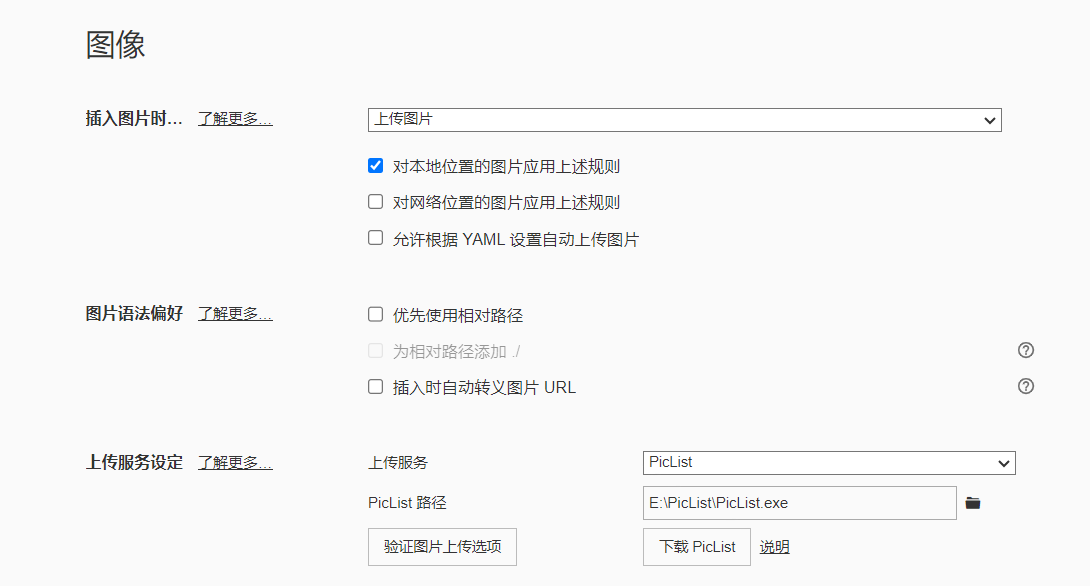 图像
插入图片时... 了解更多... 上传图片
对本地位置的图片应用上述规则
对网络位置的图片应用上述规则
允许根据 YAML 设置自动上传图片
图片语法偏好 了解更多... 优先使用相对路径
为相对路径添加 ./
插入时自动转义图片 URL
上传服务设定 了解更多... 上传服务 PicList
PicList 路径 E:\PicList\PicList.exe
验证图片上传选项 下载 PicList 说明